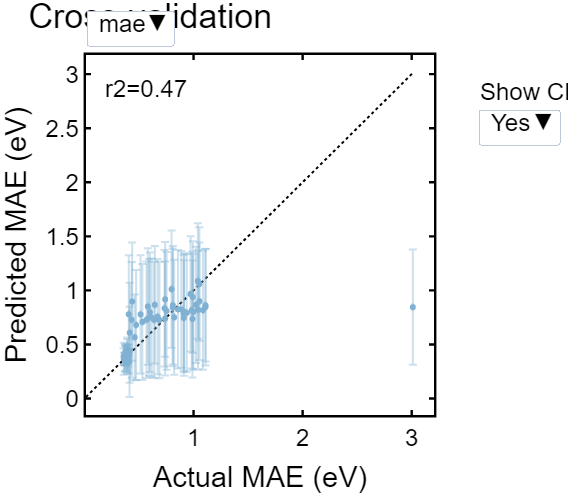 Cross validation
mae▼
r2=0.47
Show CI
Yes ▼
Predicted MAE (eV)
3
2.5
2
1.5
1
0.5
0
1
2
3
Actual MAE (eV)